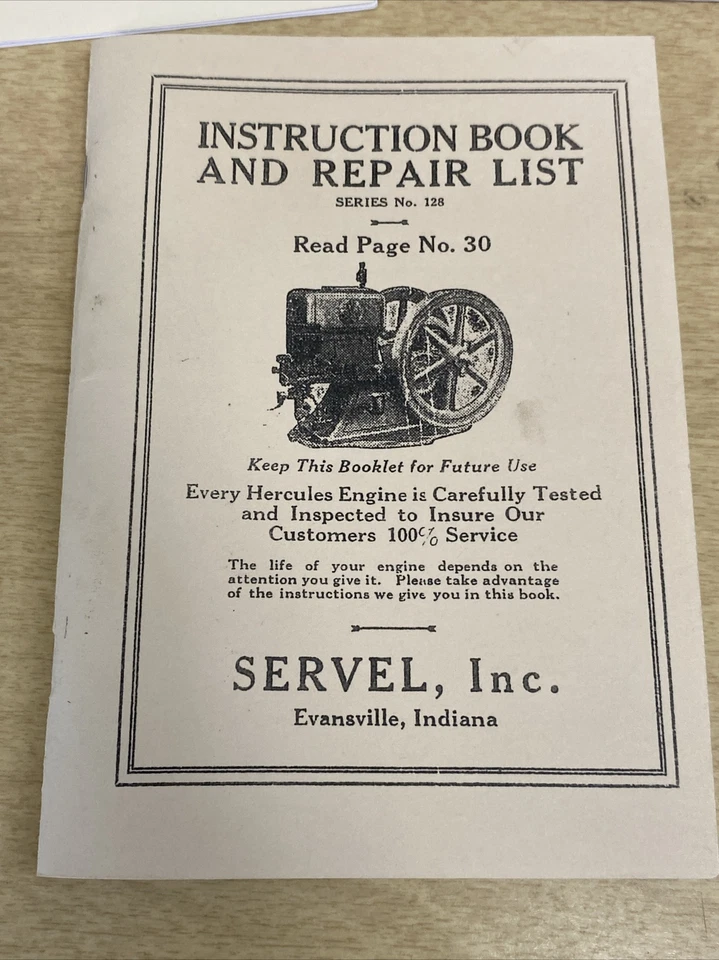 INSTRUCTION BOOK
AND REPAIR LIST
SERIES No. 128
Read Page No. 30
Keep This Booklet for Future Use
Every Hercules Engine is Carefully Tested
and Inspected to Insure Our
Customers 100% Service
The life of your engine depends on the
attention you give it. Please take advantage
of the instructions we give you in this book.
SERVEL, Inc.
Evansville, Indiana